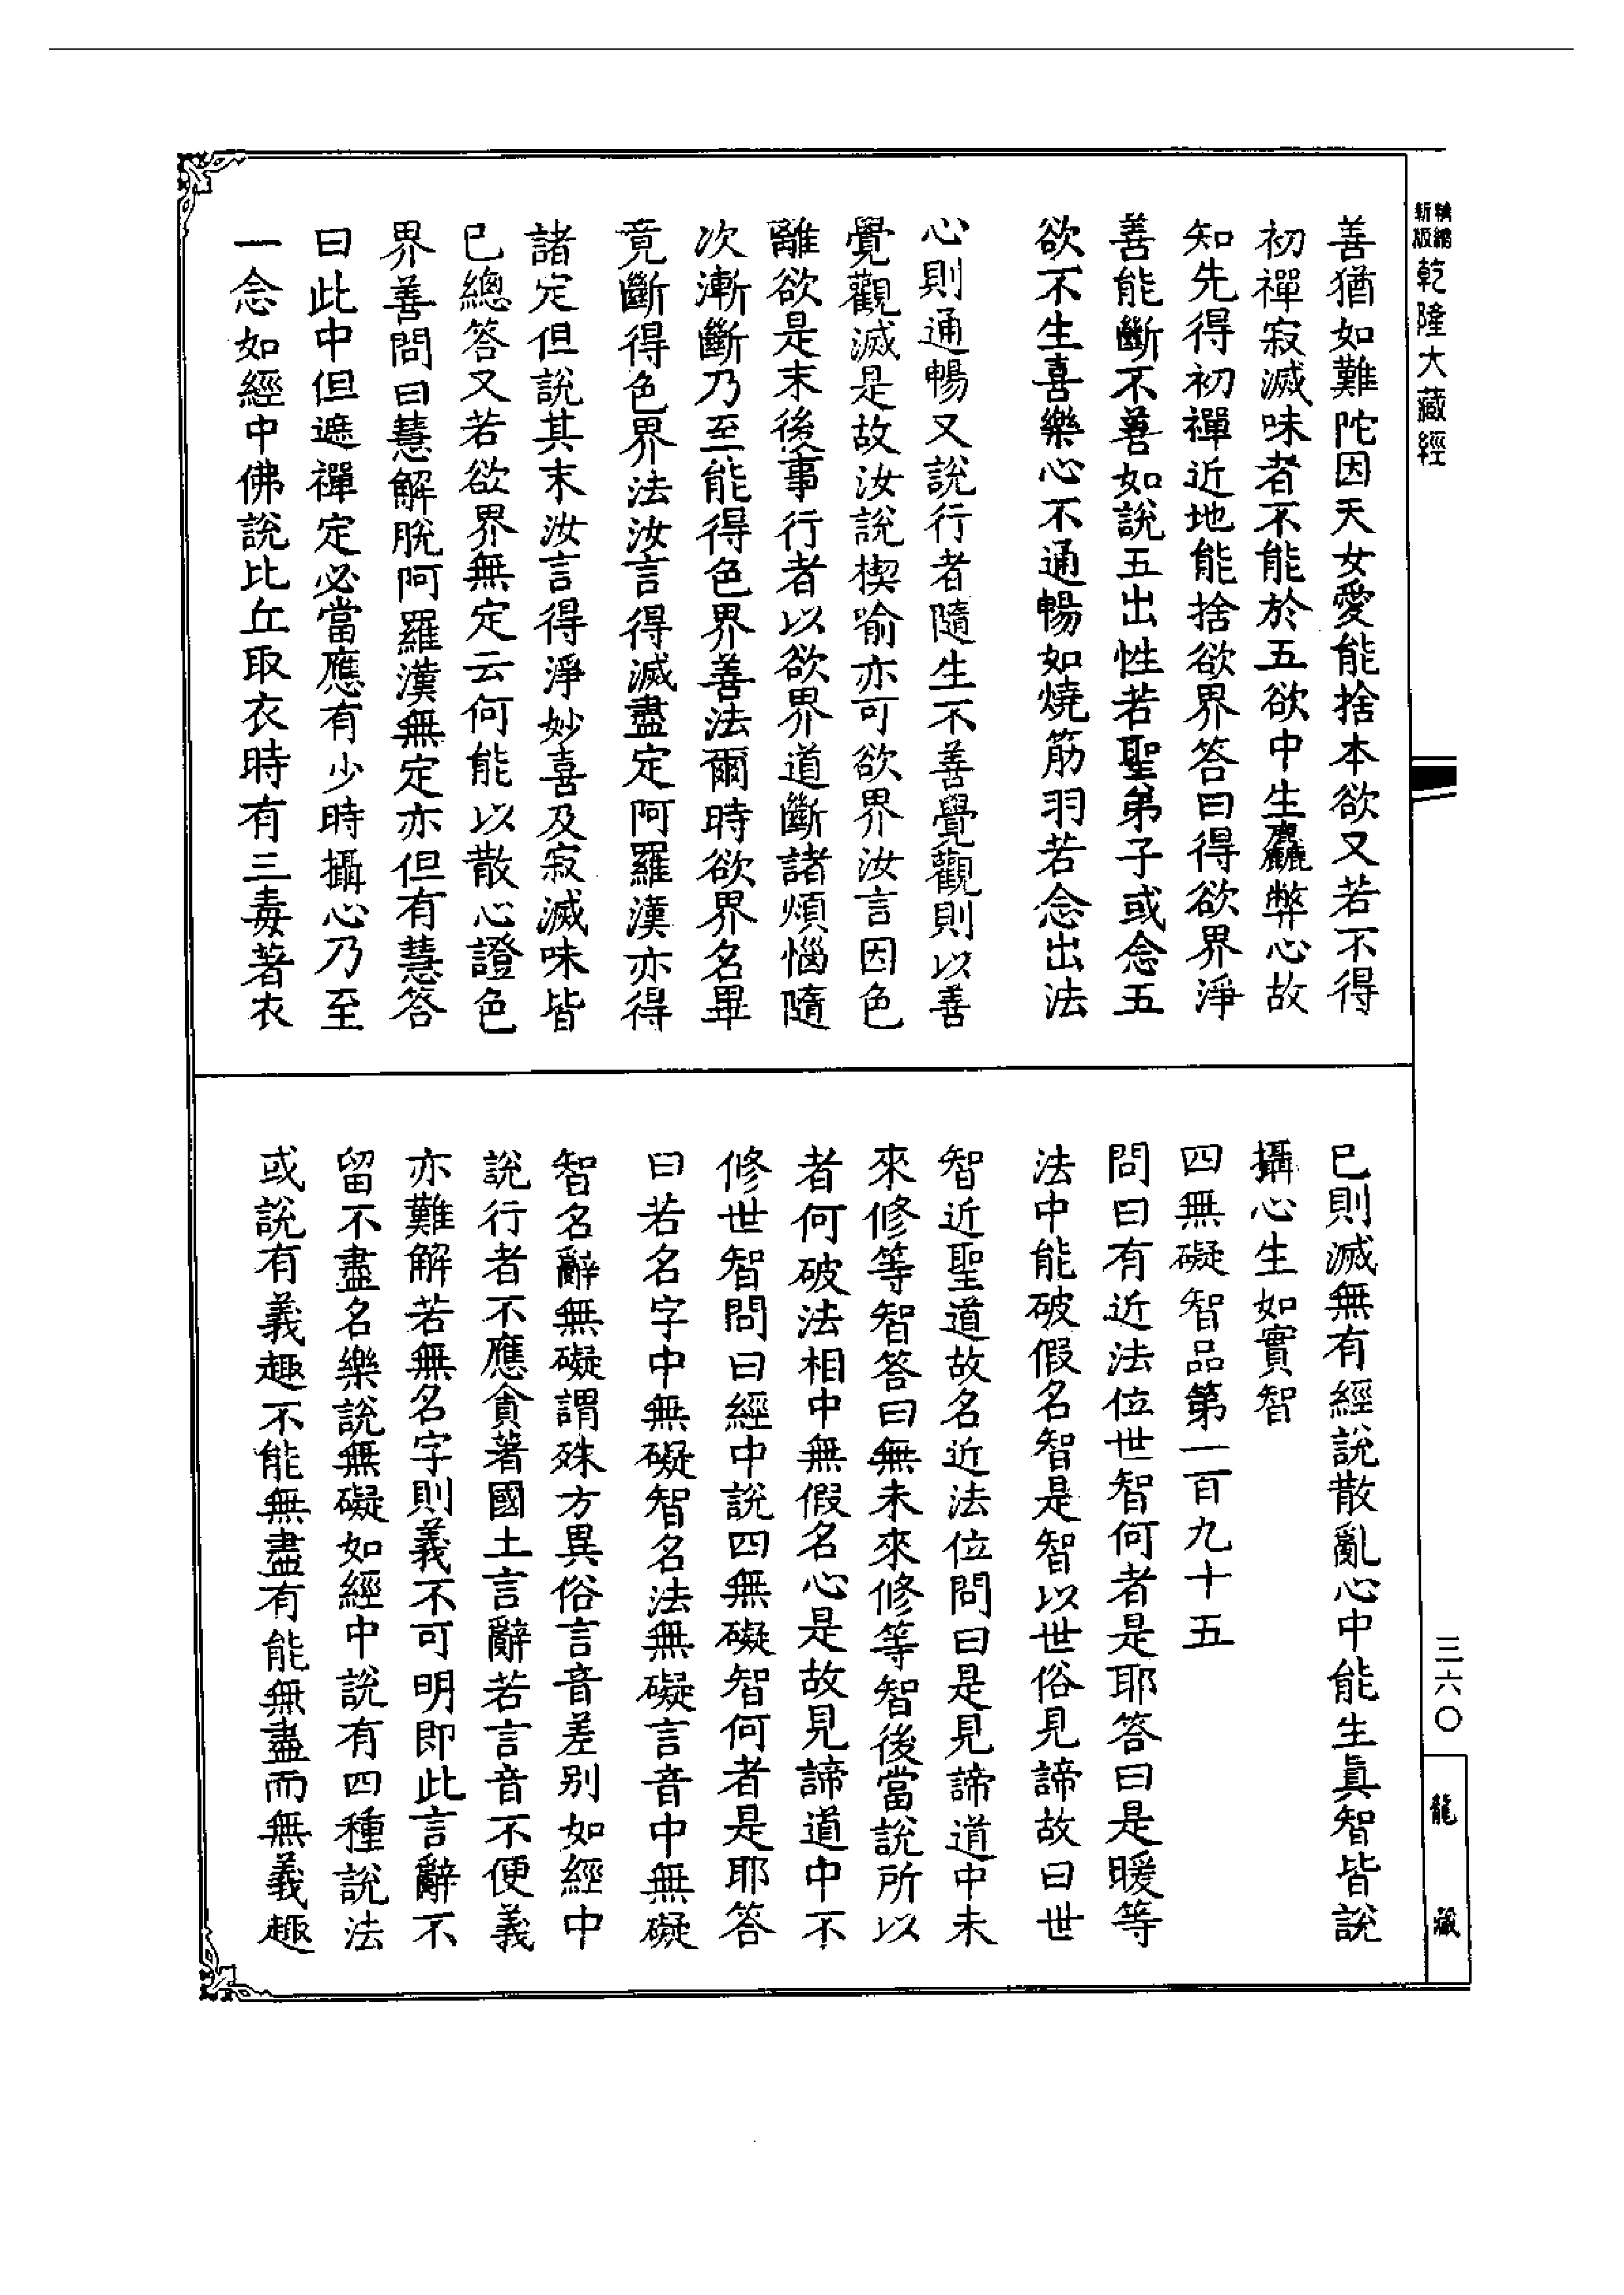 精縮新版乾隆大藏經
善猶如難陀因天女愛能捨本欲又若不得
初禪寂滅味者不能於五欲中生麤弊心故
知先得初禪近地能捨欲界答曰得欲界淨
善能斷不善如說五出性若聖弟子或念五
欲不生喜樂心不通暢如燒筋羽若念出法
心則通暢又說行者隨生不善覺觀則以善
覺觀滅是故汝說楔喻亦可欲界汝言因色
離欲是末後事行者以欲界道斷諸煩惱隨
次漸斷乃至能得色界善法爾時欲界名畢
竟斷得色界法汝言得滅盡定阿羅漢亦得
諸定但說其末汝言得淨妙喜及寂滅味皆
已總答又若欲界無定云何能以散心證色
界善問曰慧解脫阿羅漢無定亦但有慧答
曰此中但遮禪定必當應有少時攝心乃至
一念如經中佛說比丘取衣時有三毒著衣
已則滅無有經說散亂心中能生真智皆說
攝心生如實智
四無礙智品第一百九十五
問曰有近法位世智何者是耶答曰是暖等
法中能破假名智是智以世俗見諦故曰世
智近聖道故名近法位問曰是見諦道中未
來修等智答曰無未來修等智後當說所以
者何破法相中無假名心是故見諦道中不
修世智問曰經中說四無礙智何者是耶答
曰若名字中無礙智名法無礙言音中無礙
智名辭無礙謂殊方異俗言音差別如經中
說行者不應貪著國土言辭若言音不便義
亦難解若無名字則義不可明即此言辭不
留不盡名樂說無礙如經中說有四種說法
或說有義趣不能無盡有能無盡而無義趣
三六〇
龍藏